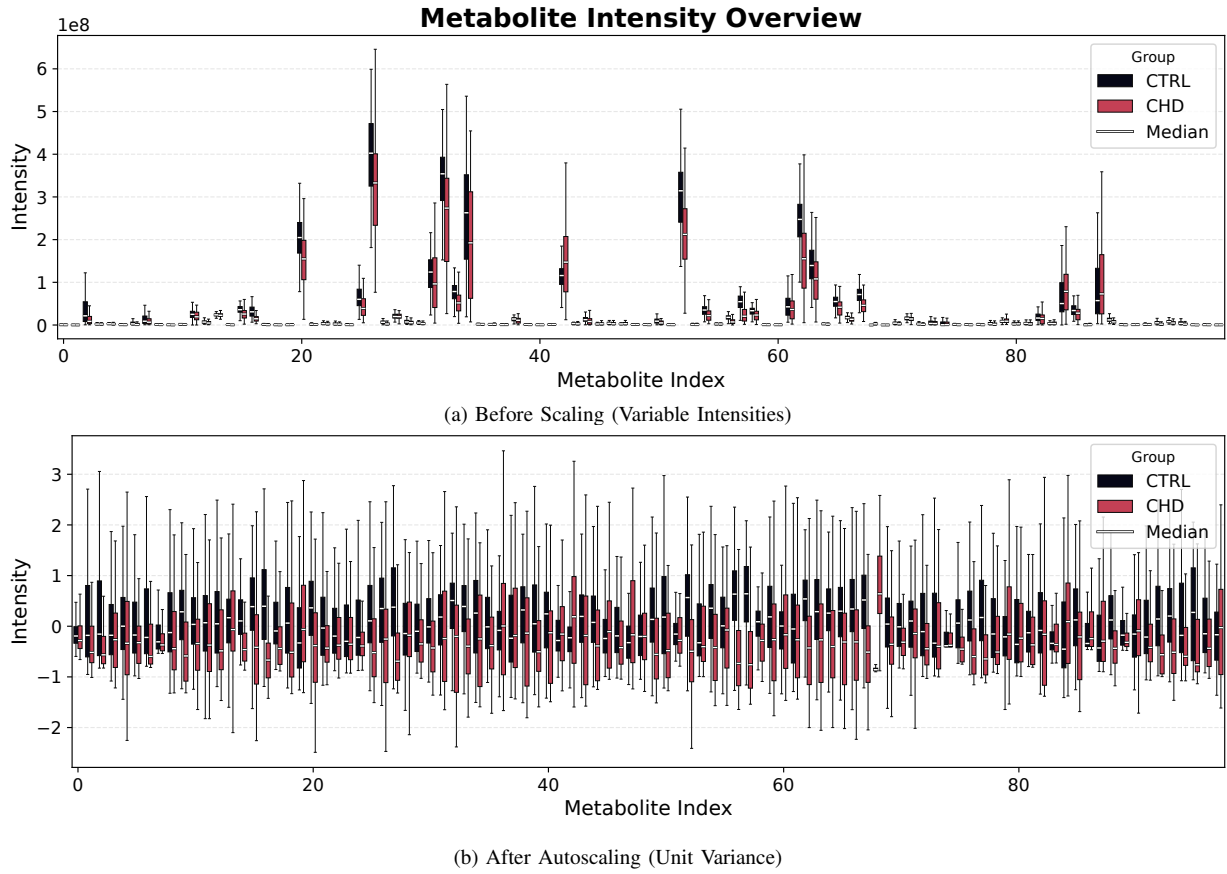 Metabolite Intensity Overview
1e8
6
5
4
3
2
1
0
Intensity
Group
CTRL
CHD
Median
0
20
40
60
80
Metabolite Index
(a) Before Scaling (Variable Intensities)
3
2
1
0
−1
−2
Intensity
Group
CTRL
CHD
Median
0
20
40
60
80
Metabolite Index
(b) After Autoscaling (Unit Variance)